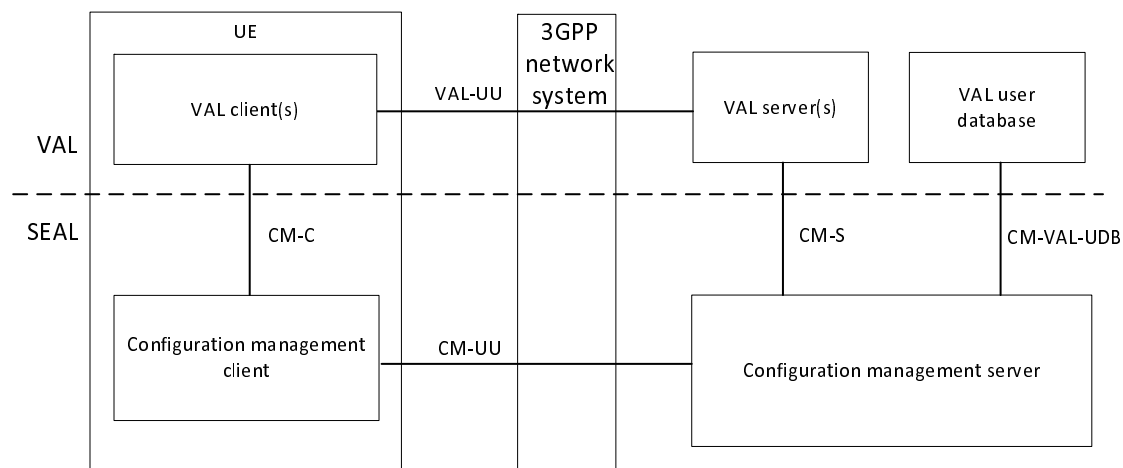 UE
3GPP
network
system
VAL client(s)
VAL-UU
VAL server(s)
VAL user
database
VAL
SEAL
CM-C
CM-S
CM-VAL-UDB
Configuration management
client
CM-UU
Configuration management server